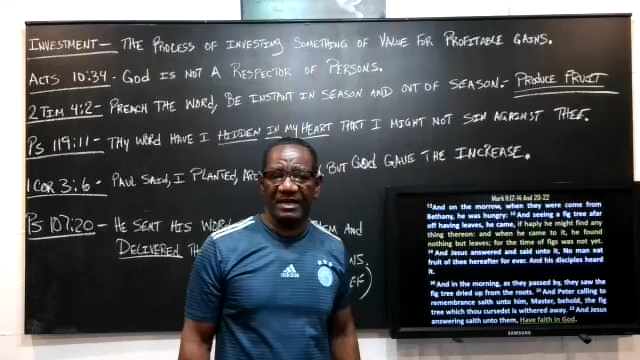 INVESTMENT - THE PROCESS OF INVESTING SOMETHING OF VALUE FOR PROFITABLE GAINS.
ACTS 10:34 - GOD IS NOT A RESPECTOR OF PERSONS.
2 TIM 4:2 - PREACH THE WORD, BE INSTANT IN SEASON AND OUT OF SEASON. - PRODUCE FRUIT
PS 119:11 - THY WORD HAVE I HIDDEN IN MY HEART THAT I MIGHT NOT SIN AGAINST THEE.
1 COR 3:6 - PAUL SAID, I PLANTED, BUT GOD GAVE THE INCREASE.
PS 107:20 - HE SENT HIS WORD AND
DELIVERED
adidas
Mark 11:12-14 And 20-22
12And on the morrow, when they were come from
Bethany, he was hungry: 13 And seeing a fig tree afar
off having leaves, he came, if haply he might find any
thing thereon: and when he came to it, he found
nothing but leaves; for the time of figs was not yet.
14 And Jesus answered and said unto it, No man eat
fruit of thee hereafter for ever. And his disciples heard
it.
20 And in the morning, as they passed by, they saw the
fig tree dried up from the roots. 21 And Peter calling to
remembrance saith unto him, Master, behold, the fig
tree which thou cursedst is withered away. 22 And Jesus
answering saith unto them, Have faith in God.
SAMSUNG